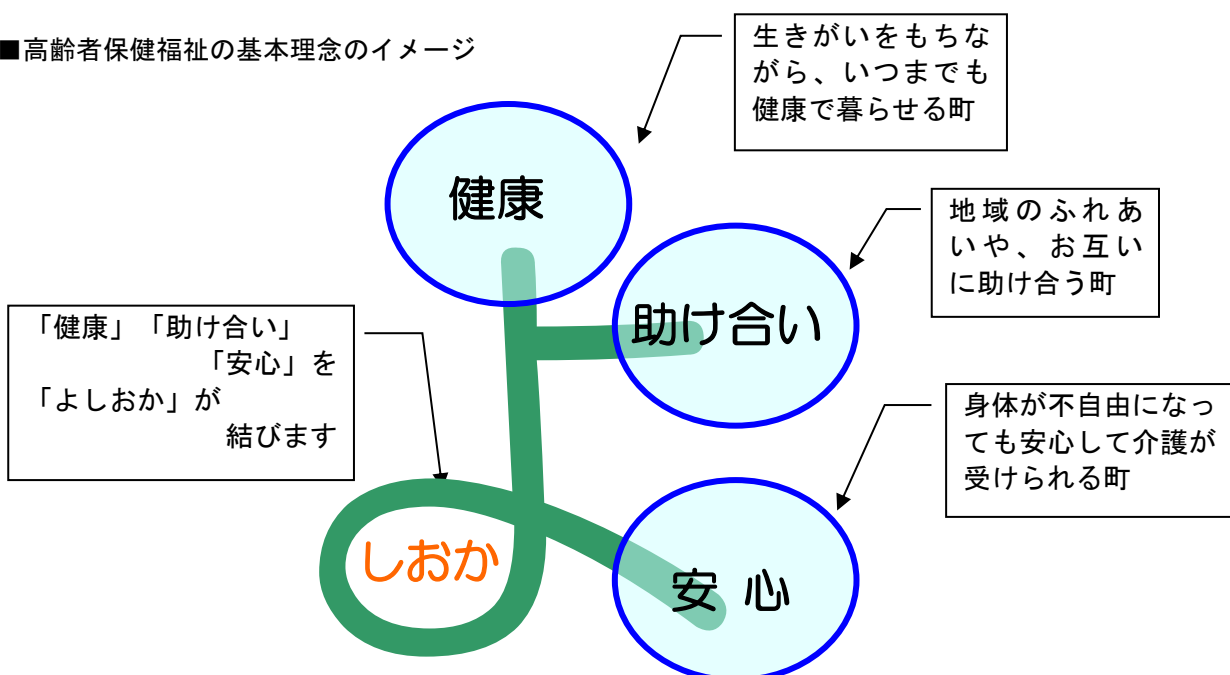 ■高齢者保健福祉の基本理念のイメージ
生きがいをもちな
がら、いつまでも
健康で暮らせる町
健康
地域のふれあ
いや、お互い
に助け合う町
助け合い
「健康」「助け合い」
「安心」を
「よしおか」が
結びます
身体が不自由になっ
ても安心して介護が
受けられる町
しおか
安 心